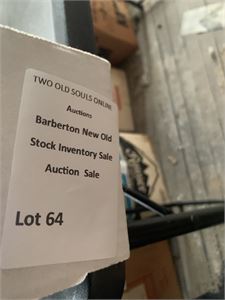 TWO OLD SOULS ONLINE
Auctions
Barberton New Old
Stock Inventory Sale
Auction Sale
Lot 64